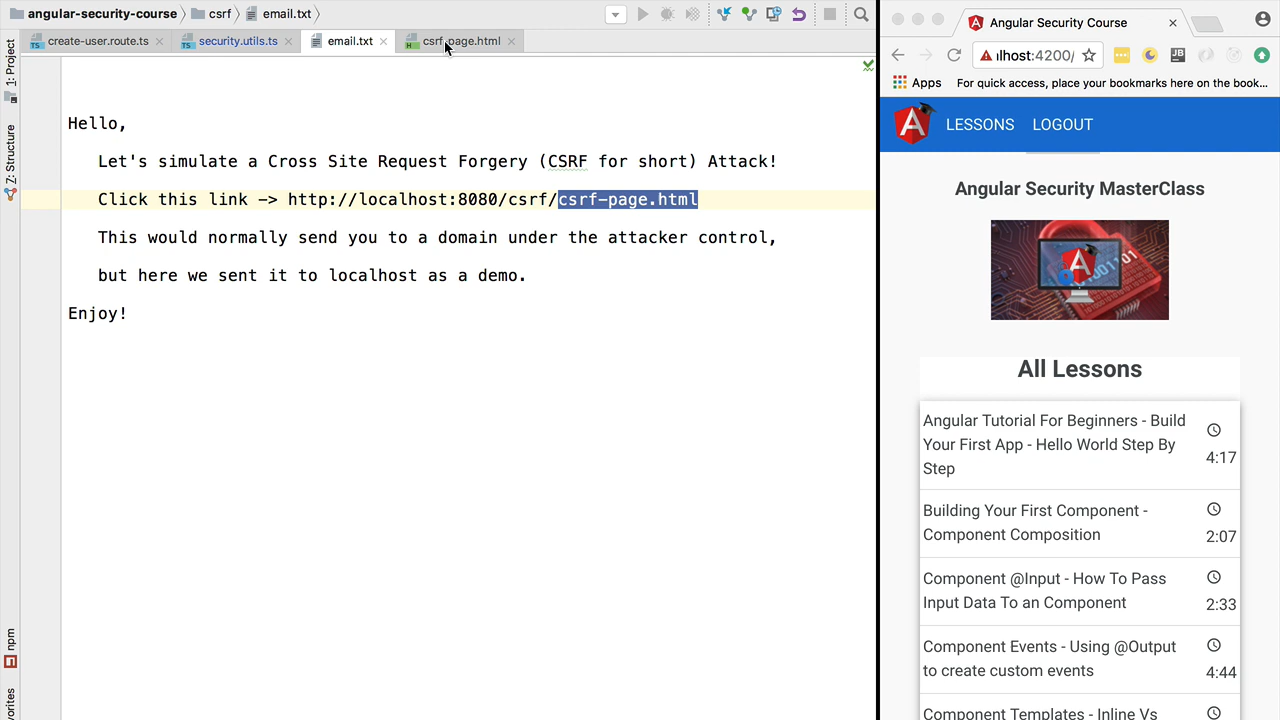 angular-security-course
csrf
email.txt
create-user.route.ts
security.utils.ts
email.txt
csrf-page.html
1: Project
Z: Structure
npm
vorites
Hello,
Let's simulate a Cross Site Request Forgery (CSRF for short) Attack!
Click this link -> http://localhost:8080/csrf/csrf-page.html
This would normally send you to a domain under the attacker control,
but here we sent it to localhost as a demo.
Enjoy!
Angular Security Course
lhost:4200/
Apps
For quick access, place your bookmarks here on the book...
LESSONS LOGOUT
Angular Security MasterClass
All Lessons
Angular Tutorial For Beginners - Build
Your First App - Hello World Step By
Step
4:17
Building Your First Component -
Component Composition
2:07
Component @Input - How To Pass
Input Data To an Component
2:33
Component Events - Using @Output
to create custom events
4:44
Component Templates - Inline Vs